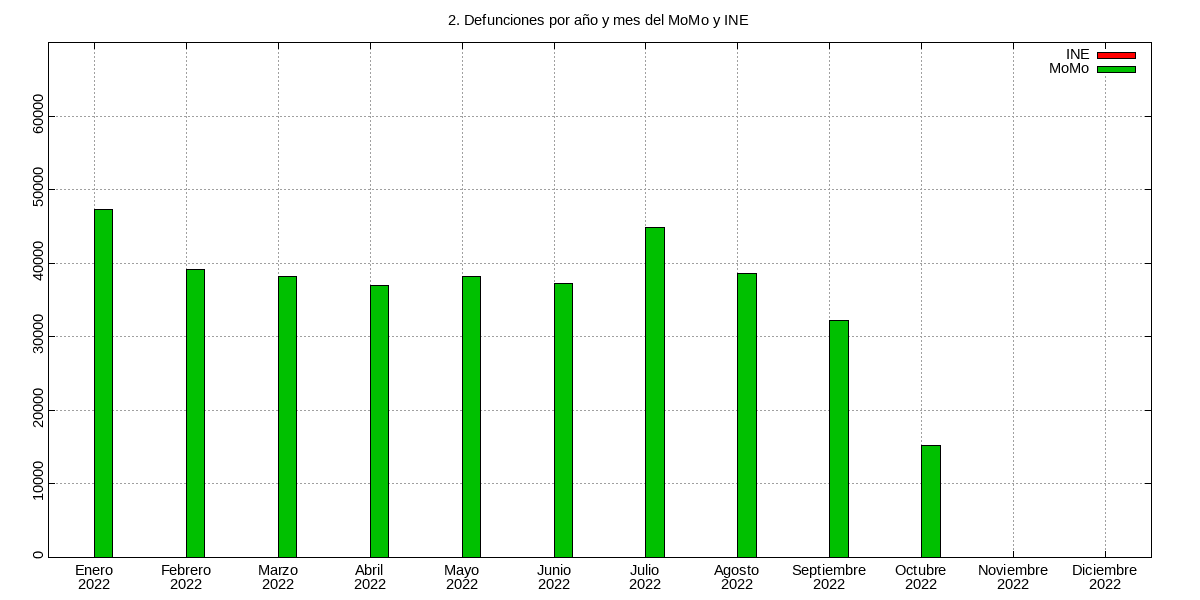 2. Defunciones por año y mes del MoMo y INE
INE
MoMo
60000
50000
40000
30000
20000
10000
0
Enero Febrero Marzo Abril Mayo Junio Julio Agosto Septiembre Octubre Noviembre Diciembre
2022 2022 2022 2022 2022 2022 2022 2022 2022 2022 2022 2022